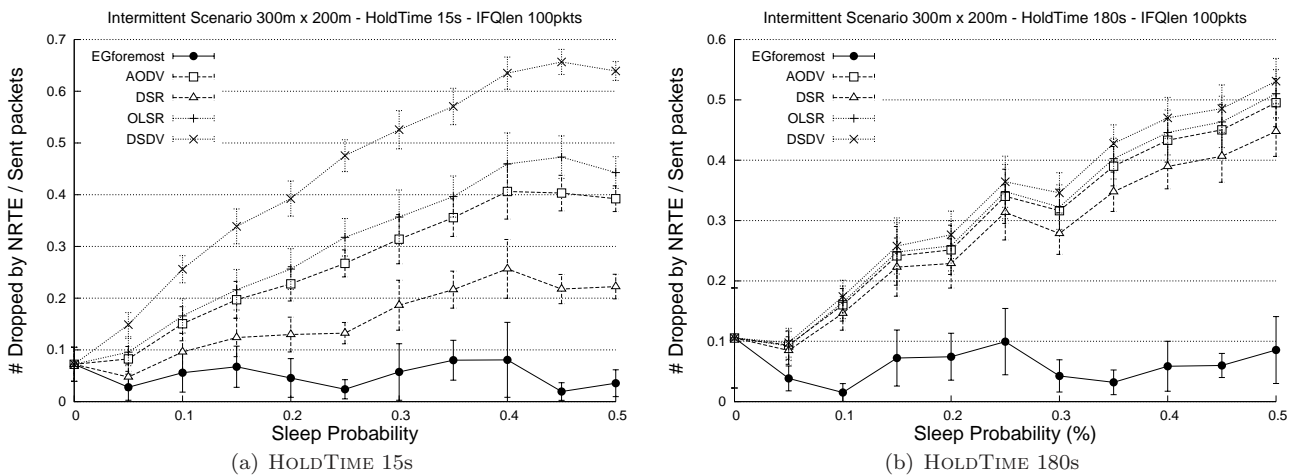 Intermittent Scenario 300m x 200m - HoldTime 15s - IFQlen 100pkts
# Dropped by NRTE / Sent packets
0.7
0.6
0.5
0.4
0.3
0.2
0.1
0
EGforemost
AODV
DSR
OLSR
DSDV
0 0.1 0.2 0.3 0.4 0.5
Sleep Probability
(a) HOLDTIME 15s
Intermittent Scenario 300m x 200m - HoldTime 180s - IFQlen 100pkts
# Dropped by NRTE / Sent packets
0.6
0.5
0.4
0.3
0.2
0.1
0
EGforemost
AODV
DSR
OLSR
DSDV
0 0.1 0.2 0.3 0.4 0.5
Sleep Probability (%)
(b) HOLDTIME 180s